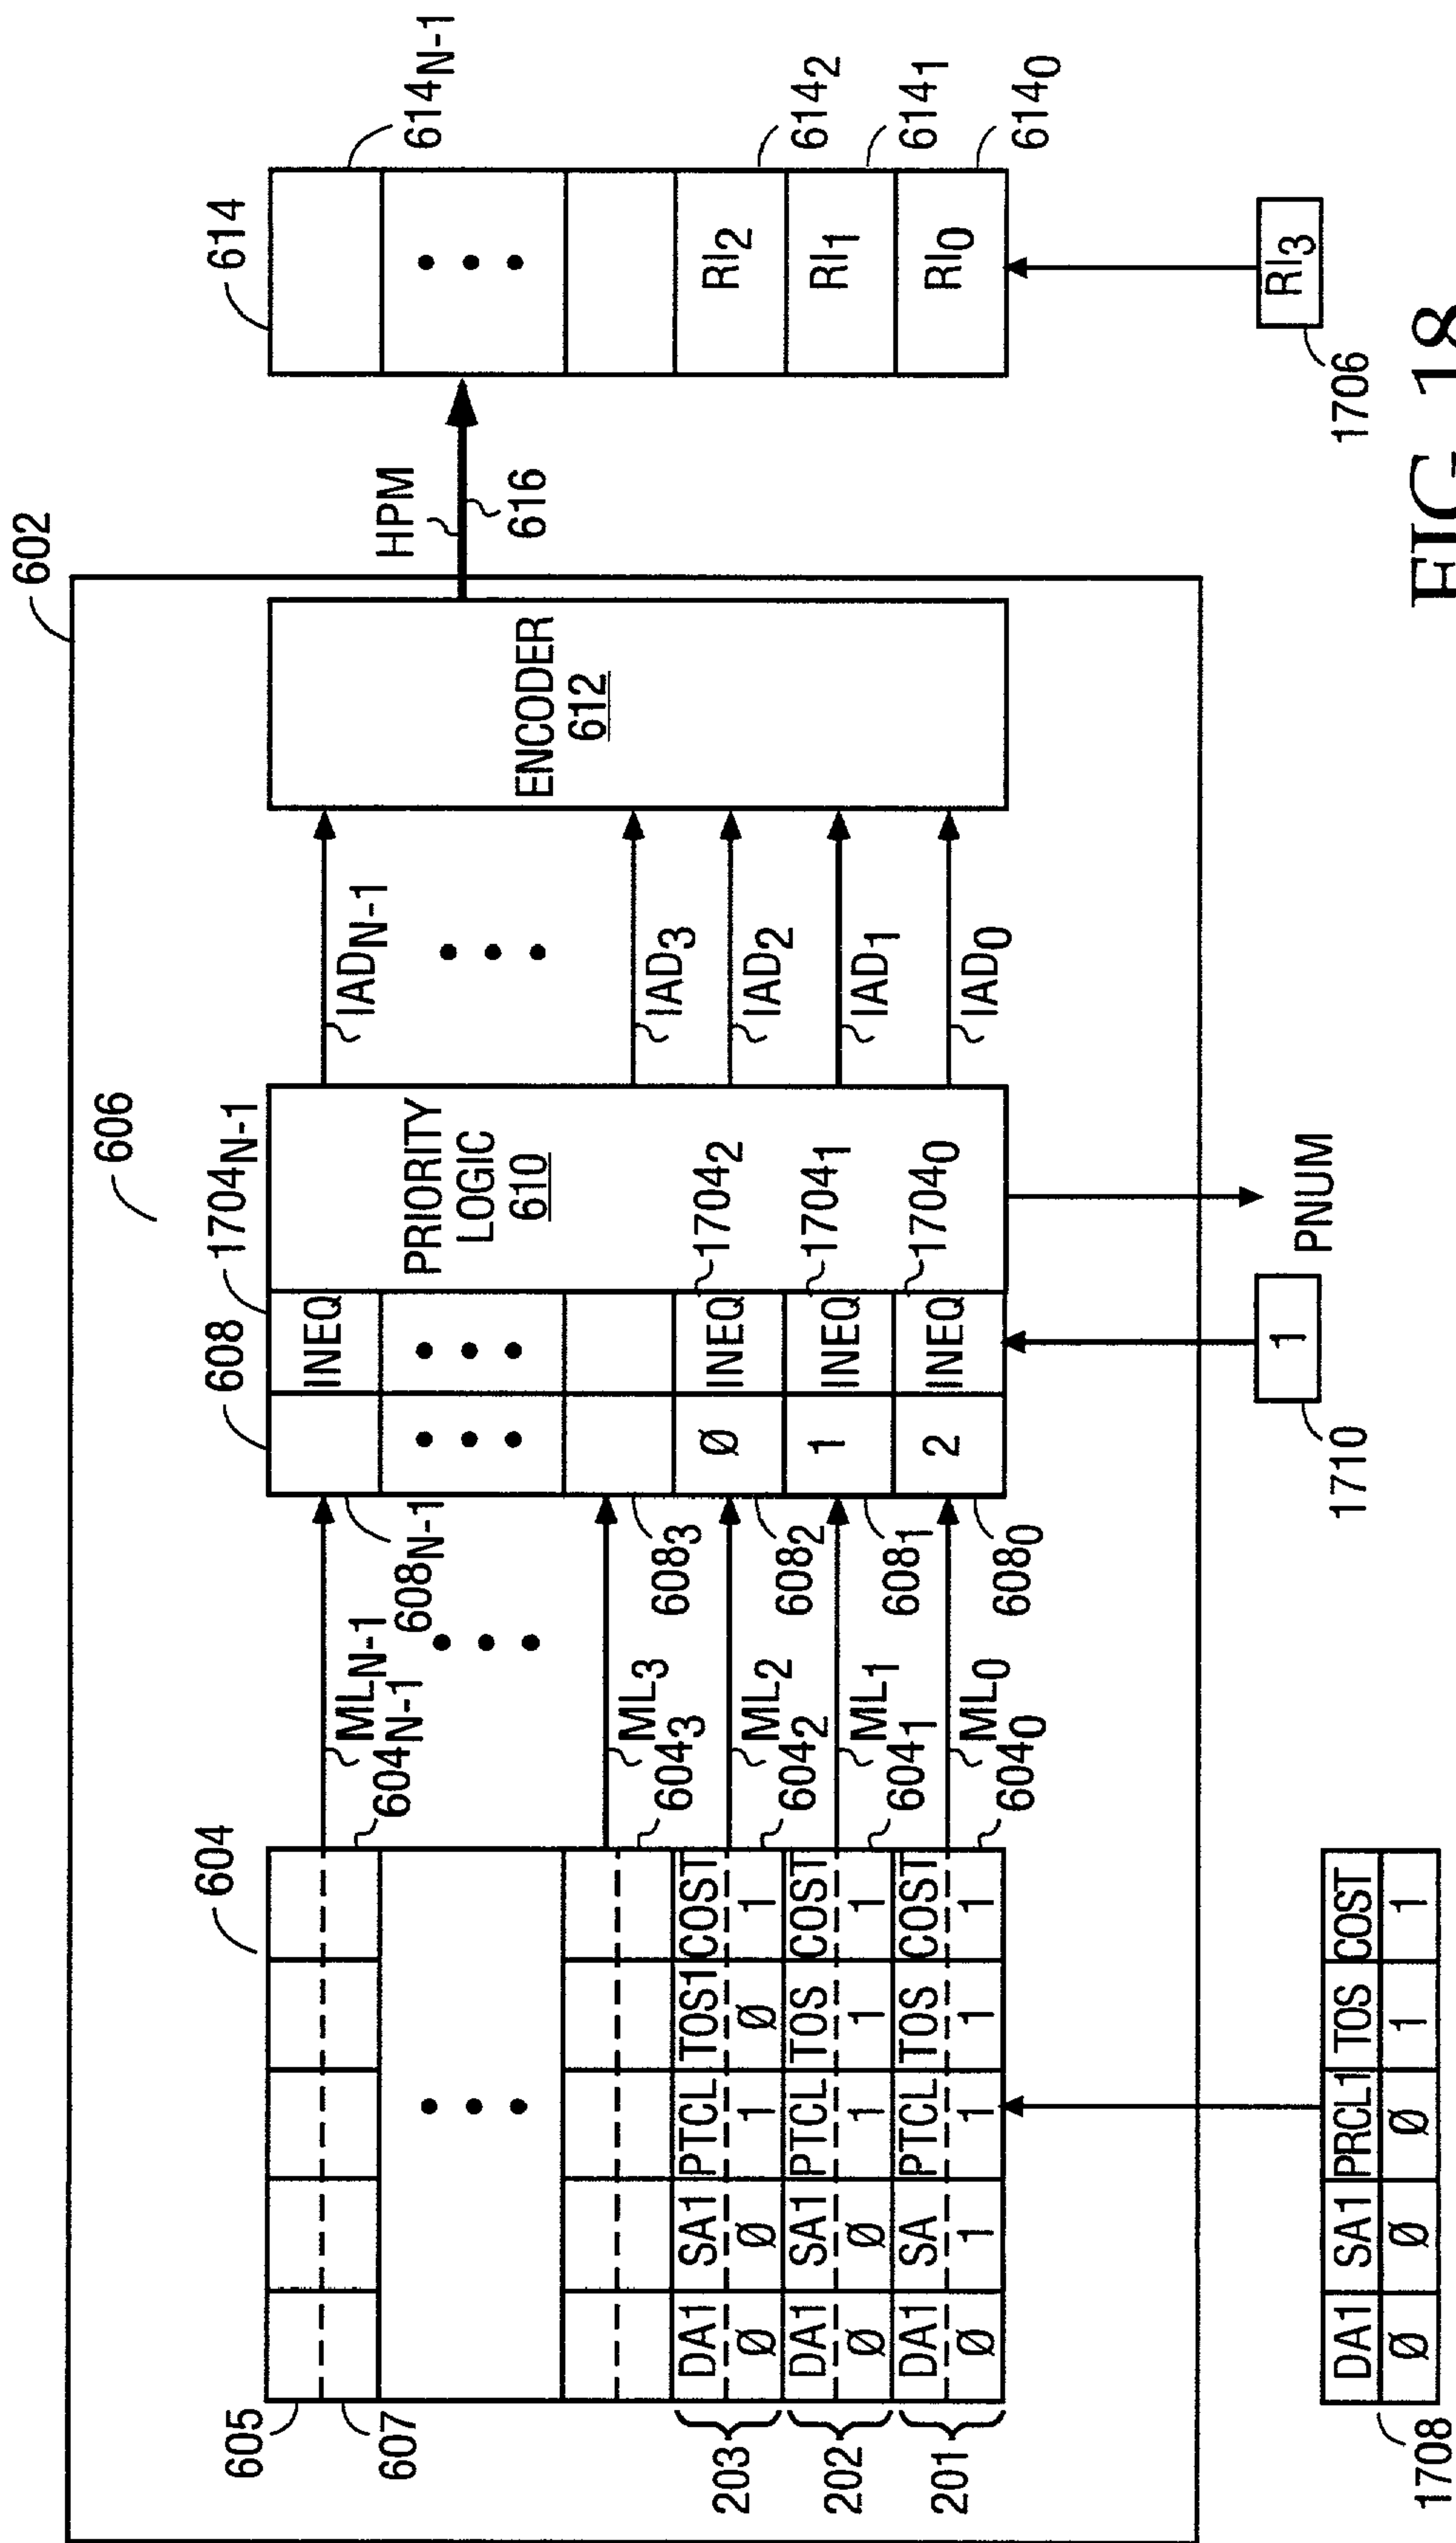 602
606
604
605
607
203
202
201
DA1 SA1 PTCL TOS1 COST
Ø Ø 1 Ø 1
DA1 SA1 PTCL TOS COST
Ø Ø 1 1 1
DA1 SA PTCL TOS COST
Ø 1 1 1 1
604N-1
6043
6042
6041
6040
MLN-1
ML3
ML2
ML1
ML0
608
1704N-1
608N-1
6083
6082
6081
6080
INEQ
Ø INEQ
1 INEQ
2 INEQ
PRIORITY
LOGIC
610
17042
17041
17040
IADN-1
IAD3
IAD2
IAD1
IAD0
ENCODER
612
HPM
616
614
614N-1
6142
6141
6140
RI2
RI1
RI0
1708
DA1 SA1 PRCL1 TOS COST
Ø Ø Ø 1 1
1710
1
PNUM
1706
RI3
FIG. 18